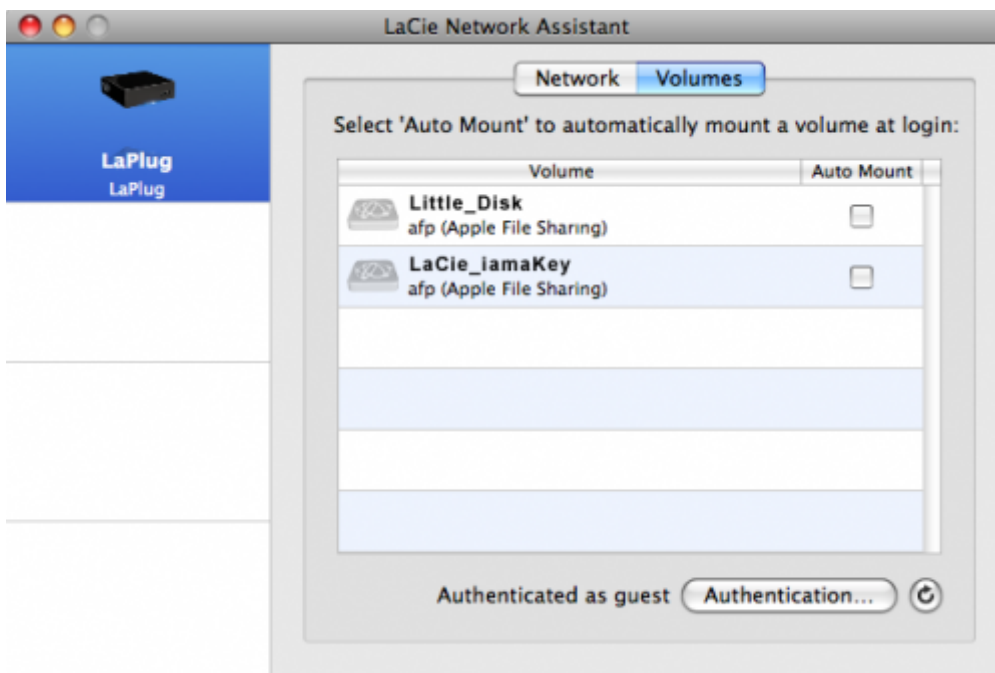 LaCie Network Assistant
LaPlug
LaPlug
Network Volumes
Select 'Auto Mount' to automatically mount a volume at login:
Volume Auto Mount
Little_Disk
afp (Apple File Sharing)
LaCie_iamaKey
afp (Apple File Sharing)
Authenticated as guest Authentication...